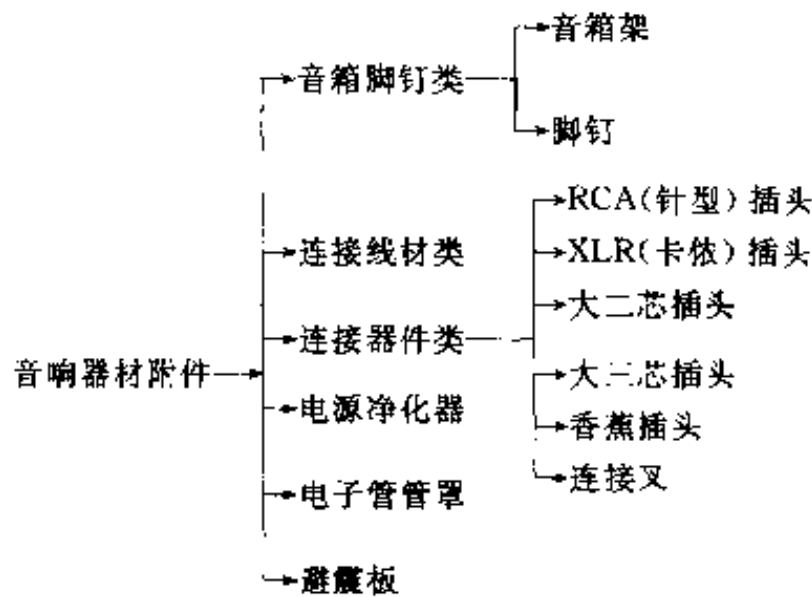 音箱架
音箱脚钉类
脚钉
RCA(针型)插头
连接线材类
XLR(卡侬)插头
大二芯插头
连接器件类
音响器材附件
大三芯插头
电源净化器
香蕉插头
连接叉
电子管管罩
避震板